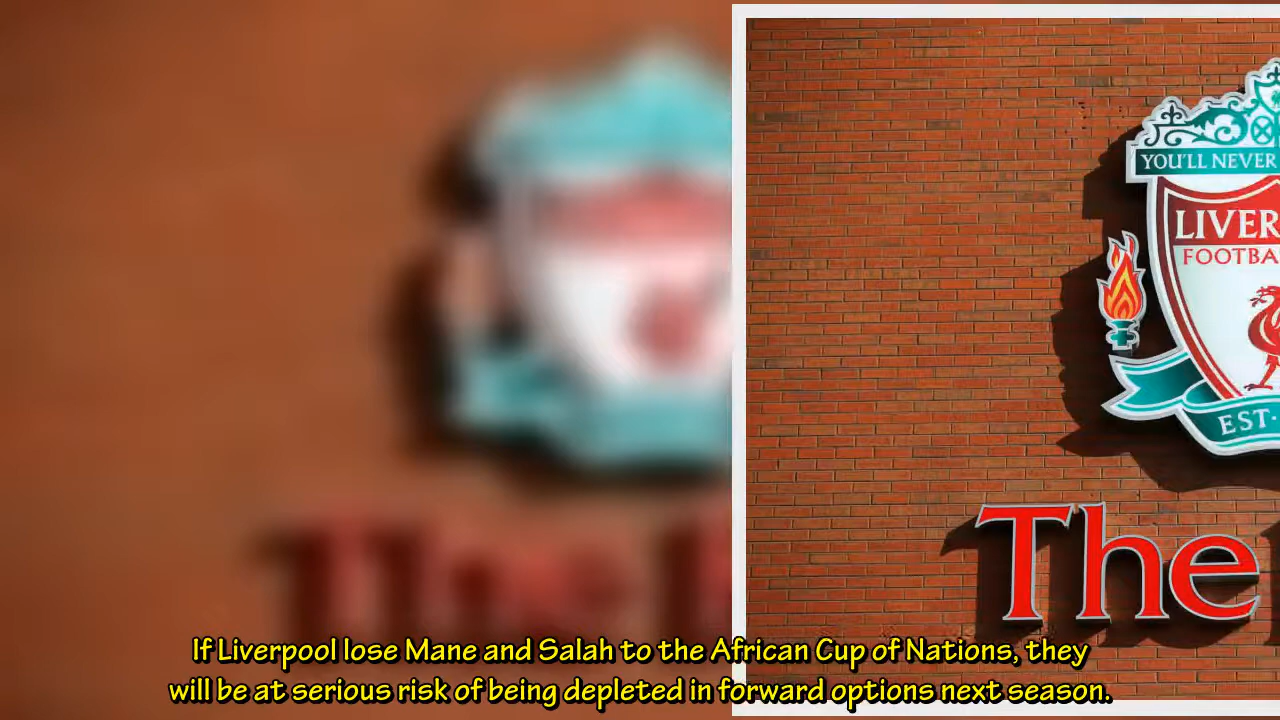 YOU'LL NEVER
LIVER
FOOTBA
EST·
The
If Liverpool lose Mane and Salah to the African Cup of Nations, they
will be at serious risk of being depleted in forward options next season.